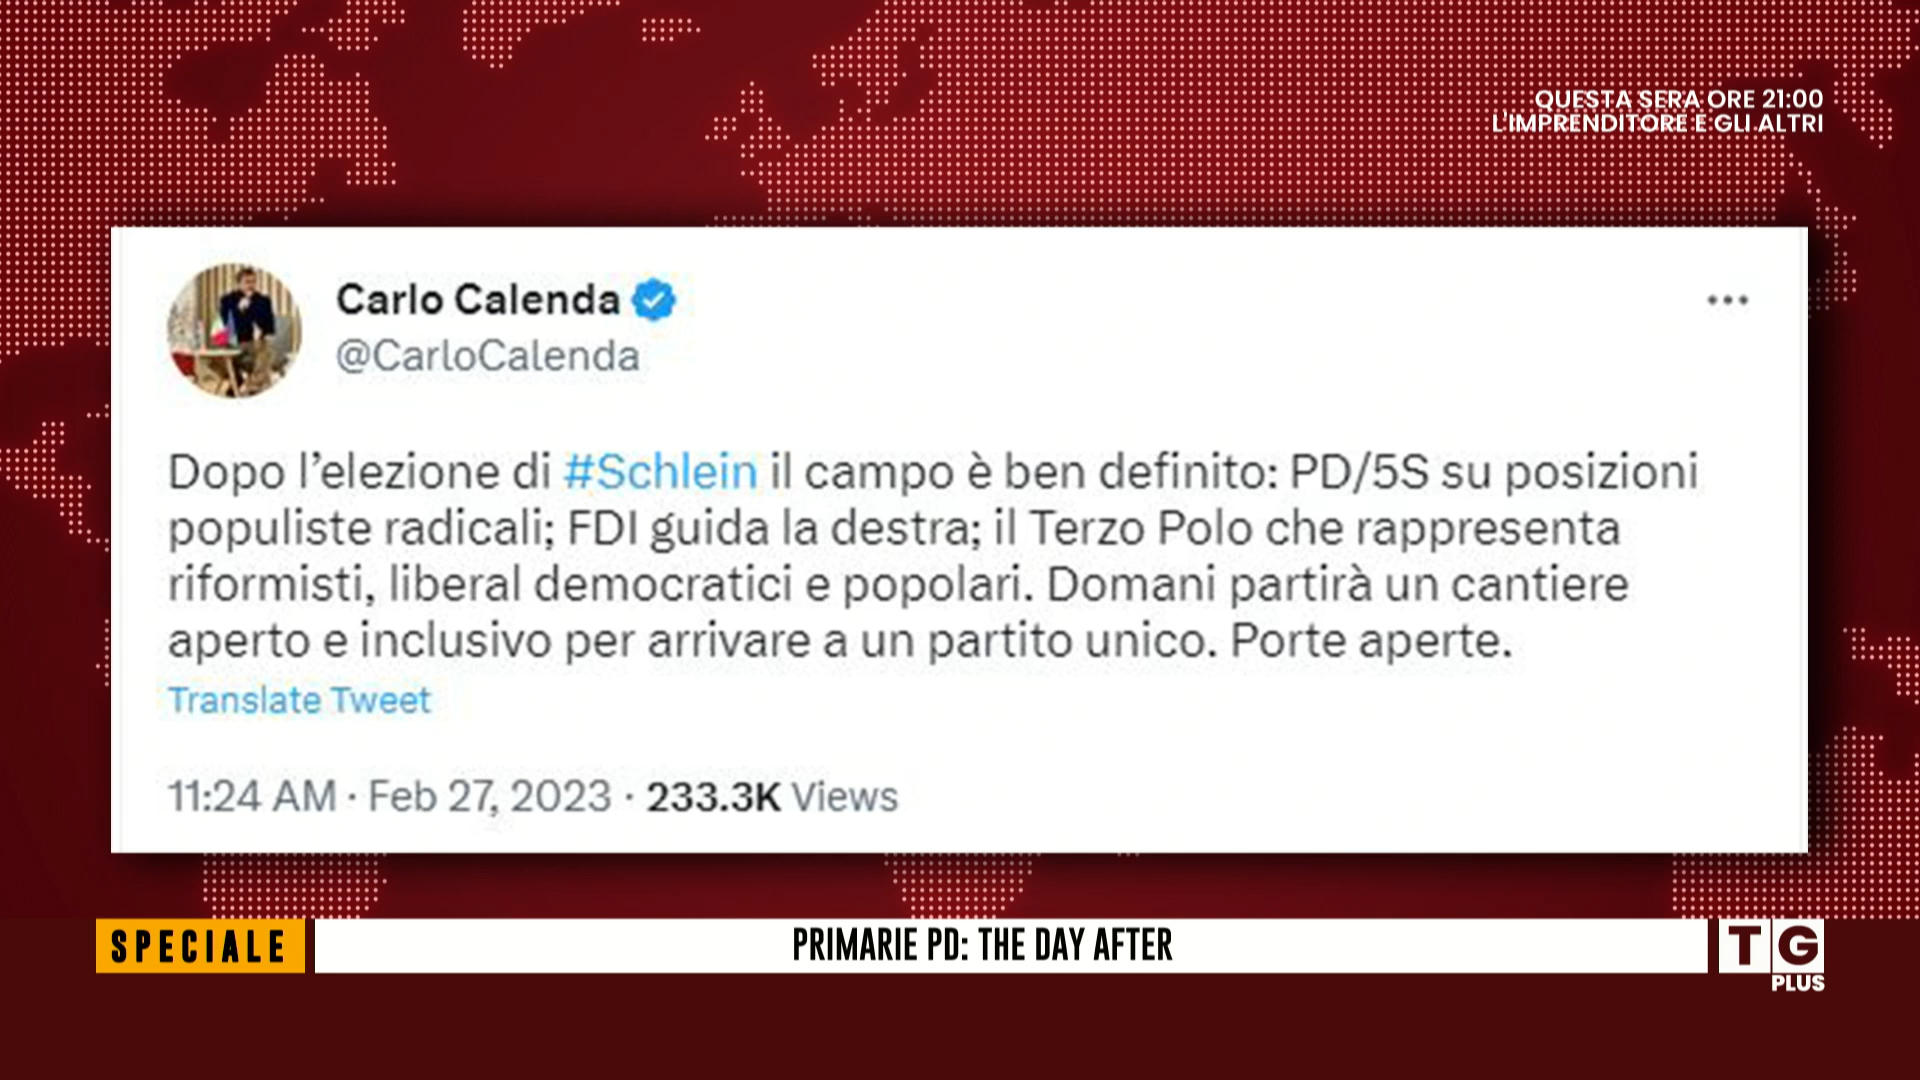 QUESTA SERA ORE 21:00
L'IMPRENDITORE E GLI ALTRI
Carlo Calenda
@CarloCalenda
Dopo l’elezione di #Schlein il campo è ben definito: PD/5S su posizioni
populiste radicali; FDI guida la destra; il Terzo Polo che rappresenta
riformisti, liberal democratici e popolari. Domani partirà un cantiere
aperto e inclusivo per arrivare a un partito unico. Porte aperte.
Translate Tweet
11:24 AM · Feb 27, 2023 · 233.3K Views
SPECIALE
PRIMARIE PD: THE DAY AFTER
TG
PLUS